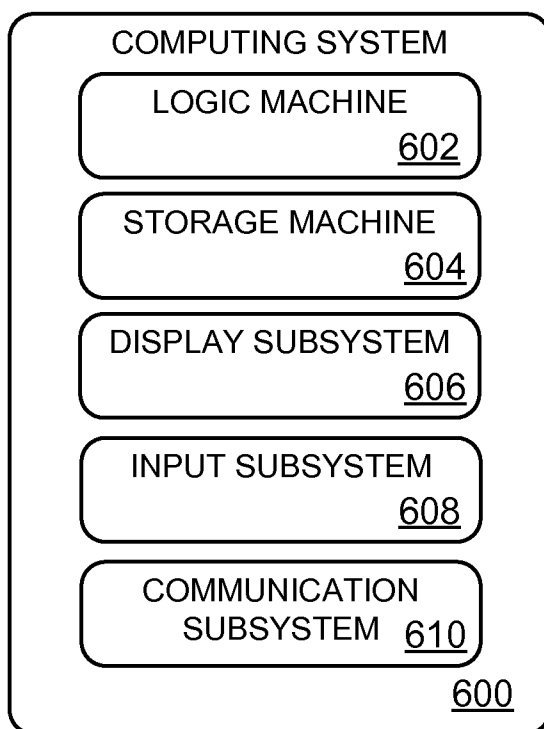 COMPUTING SYSTEM
LOGIC MACHINE
602
STORAGE MACHINE
604
DISPLAY SUBSYSTEM
606
INPUT SUBSYSTEM
608
COMMUNICATION
SUBSYSTEM 610
600